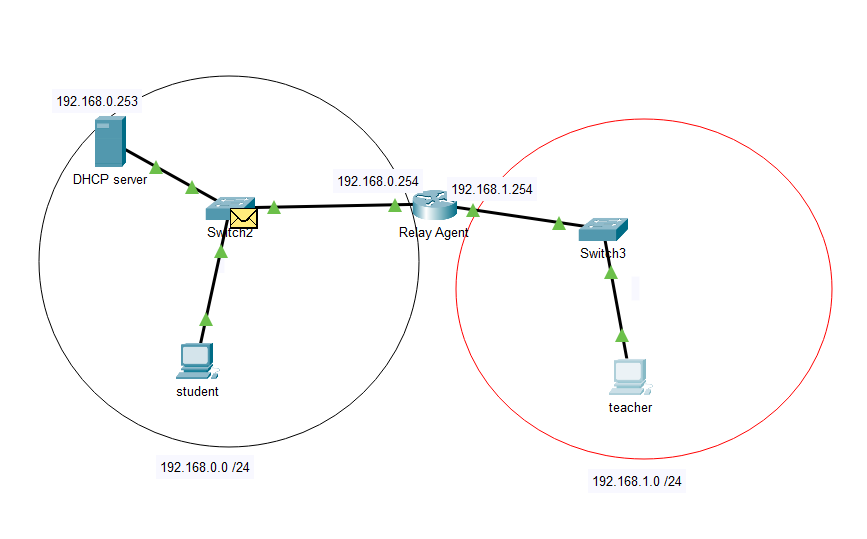 192.168.0.253
DHCP server
192.168.0.254
192.168.1.254
Switch2
Relay Agent
Switch3
student
teacher
192.168.0.0 /24
192.168.1.0 /24